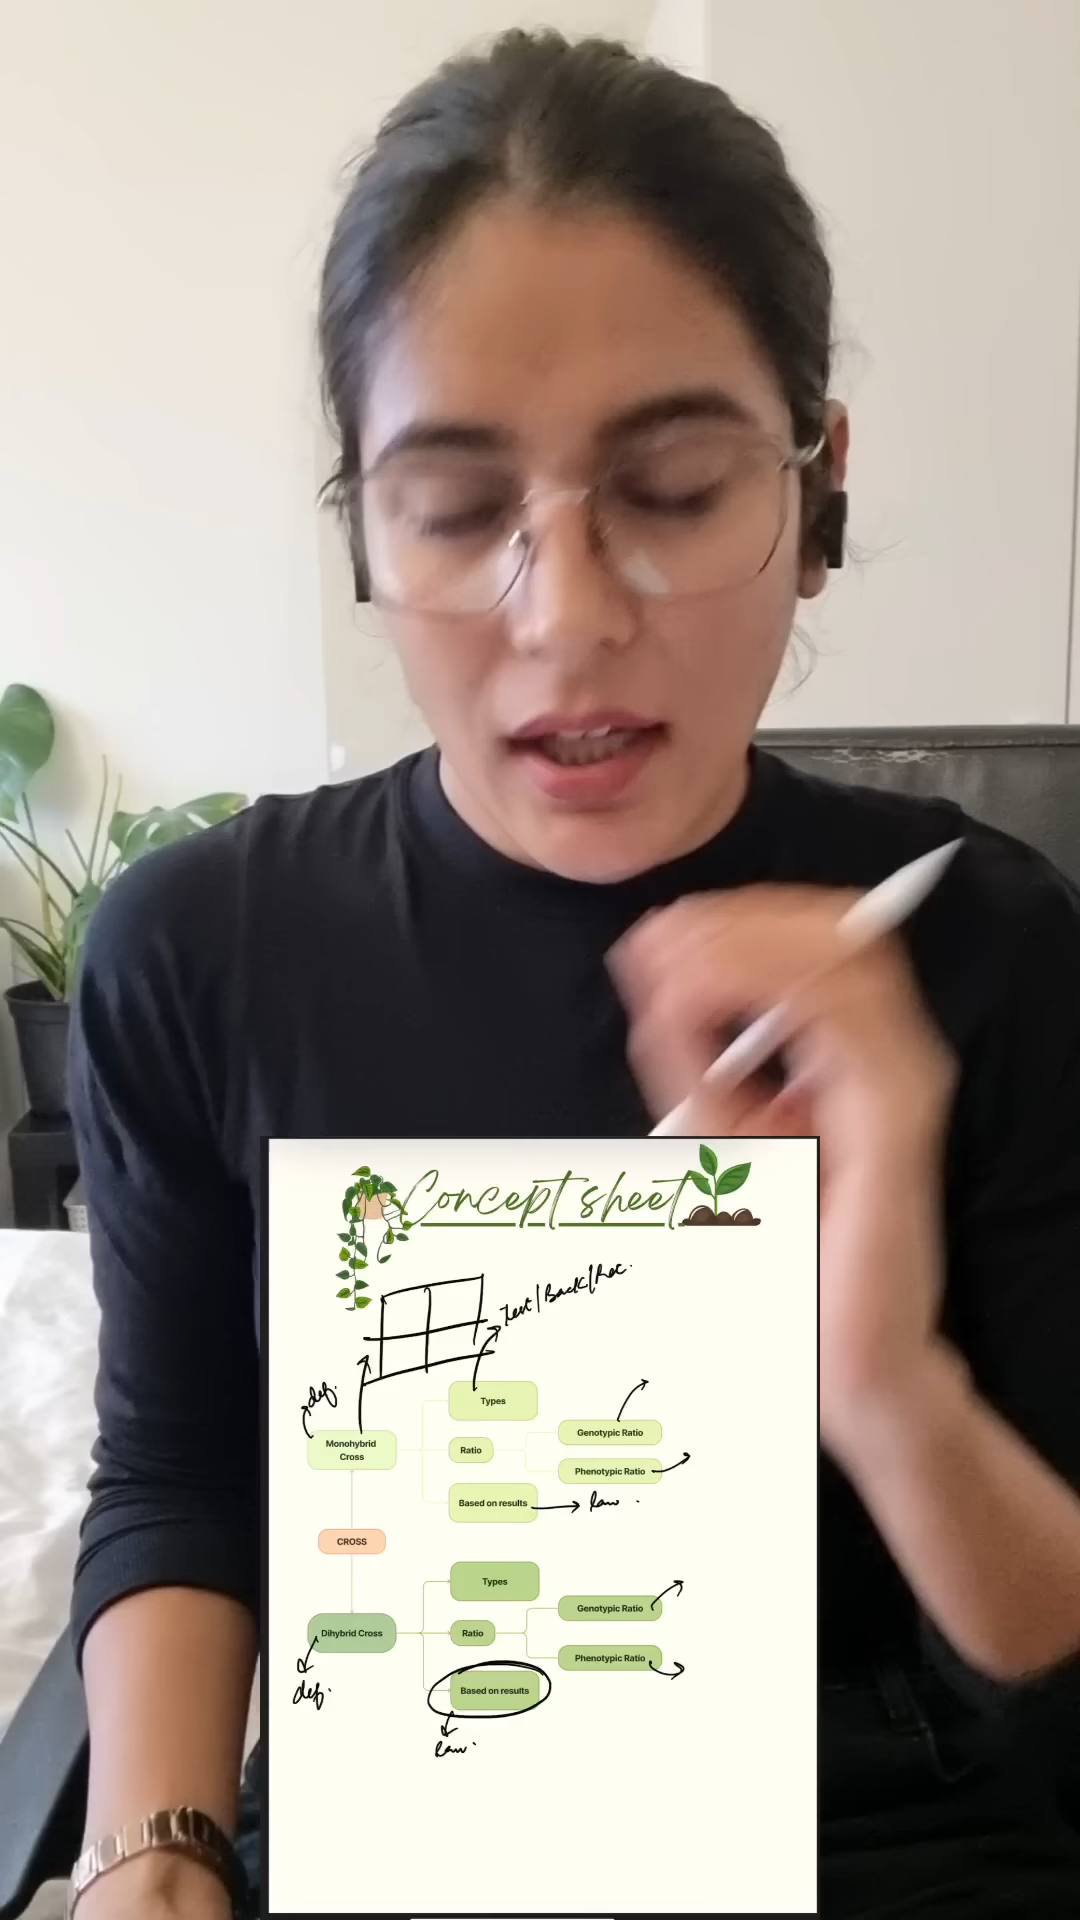 Concept sheet
Test/Back/Rec.
def.
Types
Monohybrid
Cross
Ratio
Genotypic Ratio
Phenotypic Ratio
Based on results
Law.
CROSS
Types
Dihybrid Cross
Ratio
Genotypic Ratio
Phenotypic Ratio
def.
Based on results
Law.